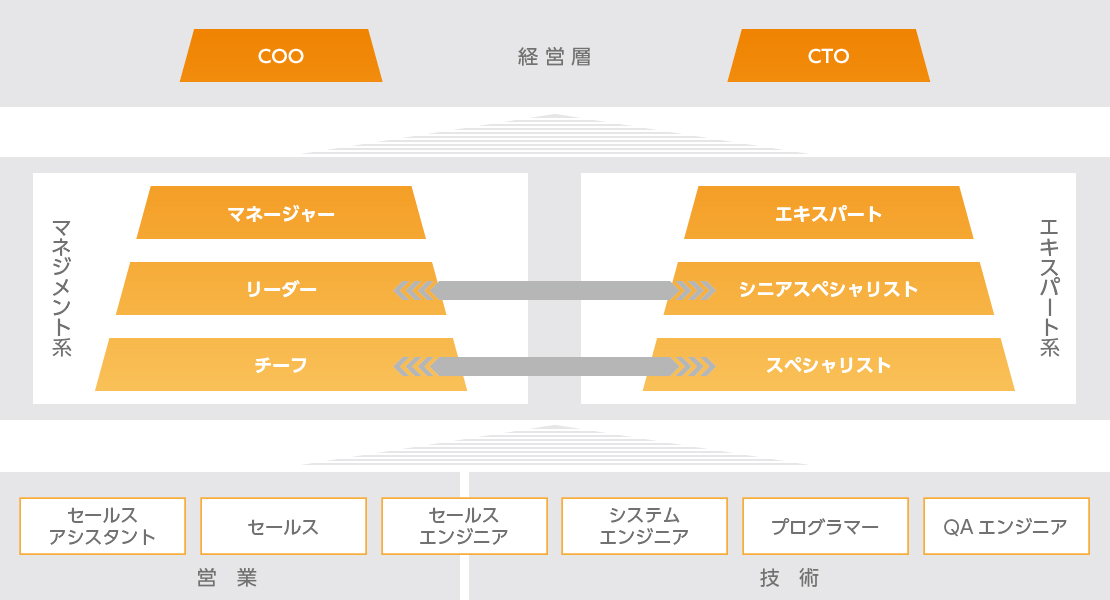 COO
経営層
CTO
マネジメント系
マネージャー
リーダー
チーフ
エキスパート
シニアスペシャリスト
スペシャリスト
エキスパート系
セールス
アシスタント
セールス
セールス
エンジニア
システム
エンジニア
プログラマー
QA エンジニア
営業
技術